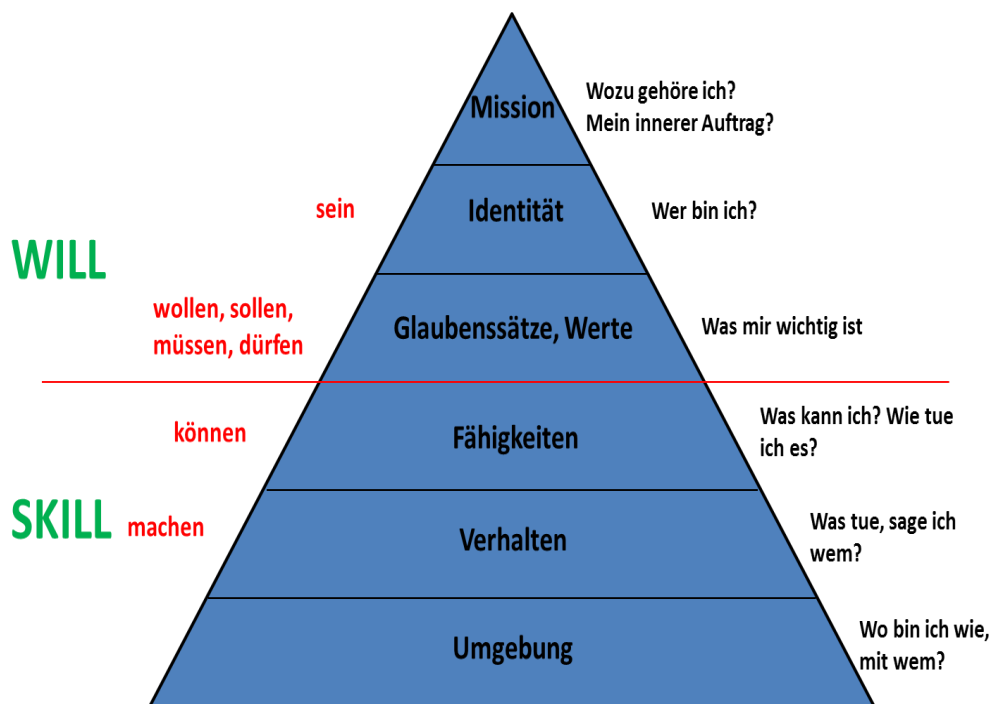 Mission
Wozu gehöre ich?
Mein innerer Auftrag?
sein
Identität
Wer bin ich?
WILL
wollen, sollen,
müssen, dürfen
Glaubenssätze, Werte
Was mir wichtig ist
können
Fähigkeiten
Was kann ich? Wie tue
ich es?
SKILL
machen
Verhalten
Was tue, sage ich
wem?
Umgebung
Wo bin ich wie,
mit wem?